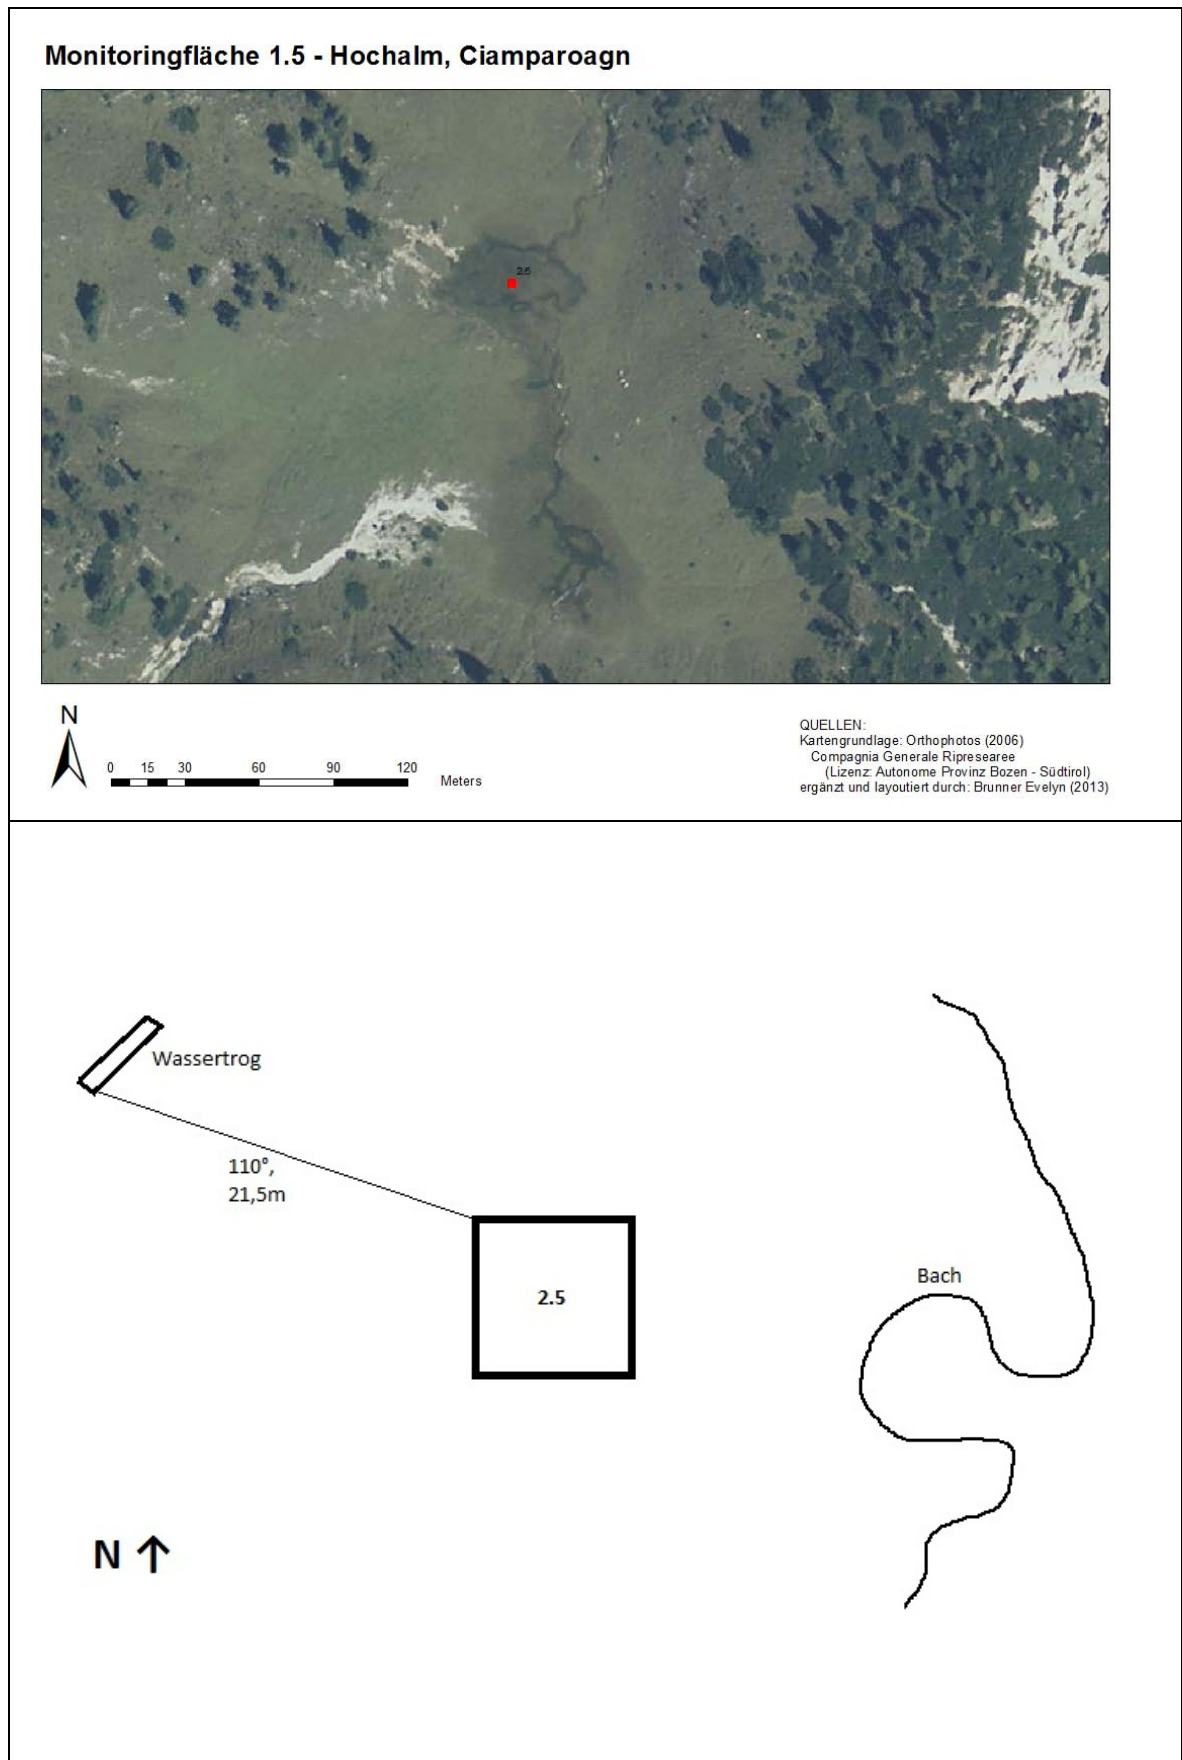 Monitoringfläche 1.5 - Hochalm, Ciamparoagn
2.5
N
0 15 30 60 90 120
Meters
QUELLEN:
Kartengrundlage: Orthophotos (2006)
Compagnia Generale Ripresearee
(Lizenz: Autonome Provinz Bozen - Südtirol)
ergänzt und layoutiert durch: Brunner Evelyn (2013)
Wassertrog
110°,
21,5m
Bach
2.5
N